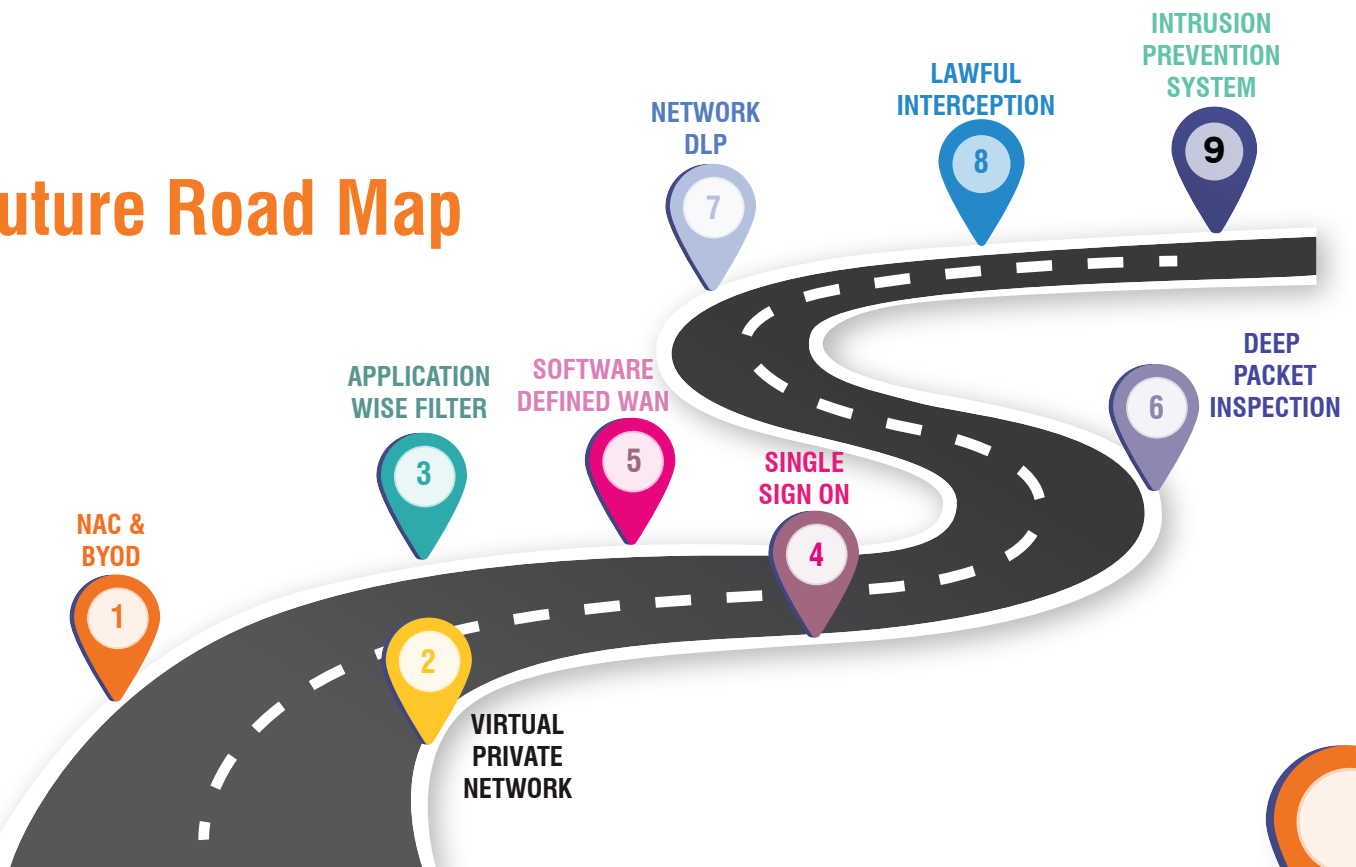 uture Road Map
NAC &
BYOD
1
2
VIRTUAL
PRIVATE
NETWORK
APPLICATION
WISE FILTER
3
SINGLE
SIGN ON
4
SOFTWARE
DEFINED WAN
5
DEEP
PACKET
INSPECTION
6
NETWORK
DLP
7
LAWFUL
INTERCEPTION
8
INTRUSION
PREVENTION
SYSTEM
9